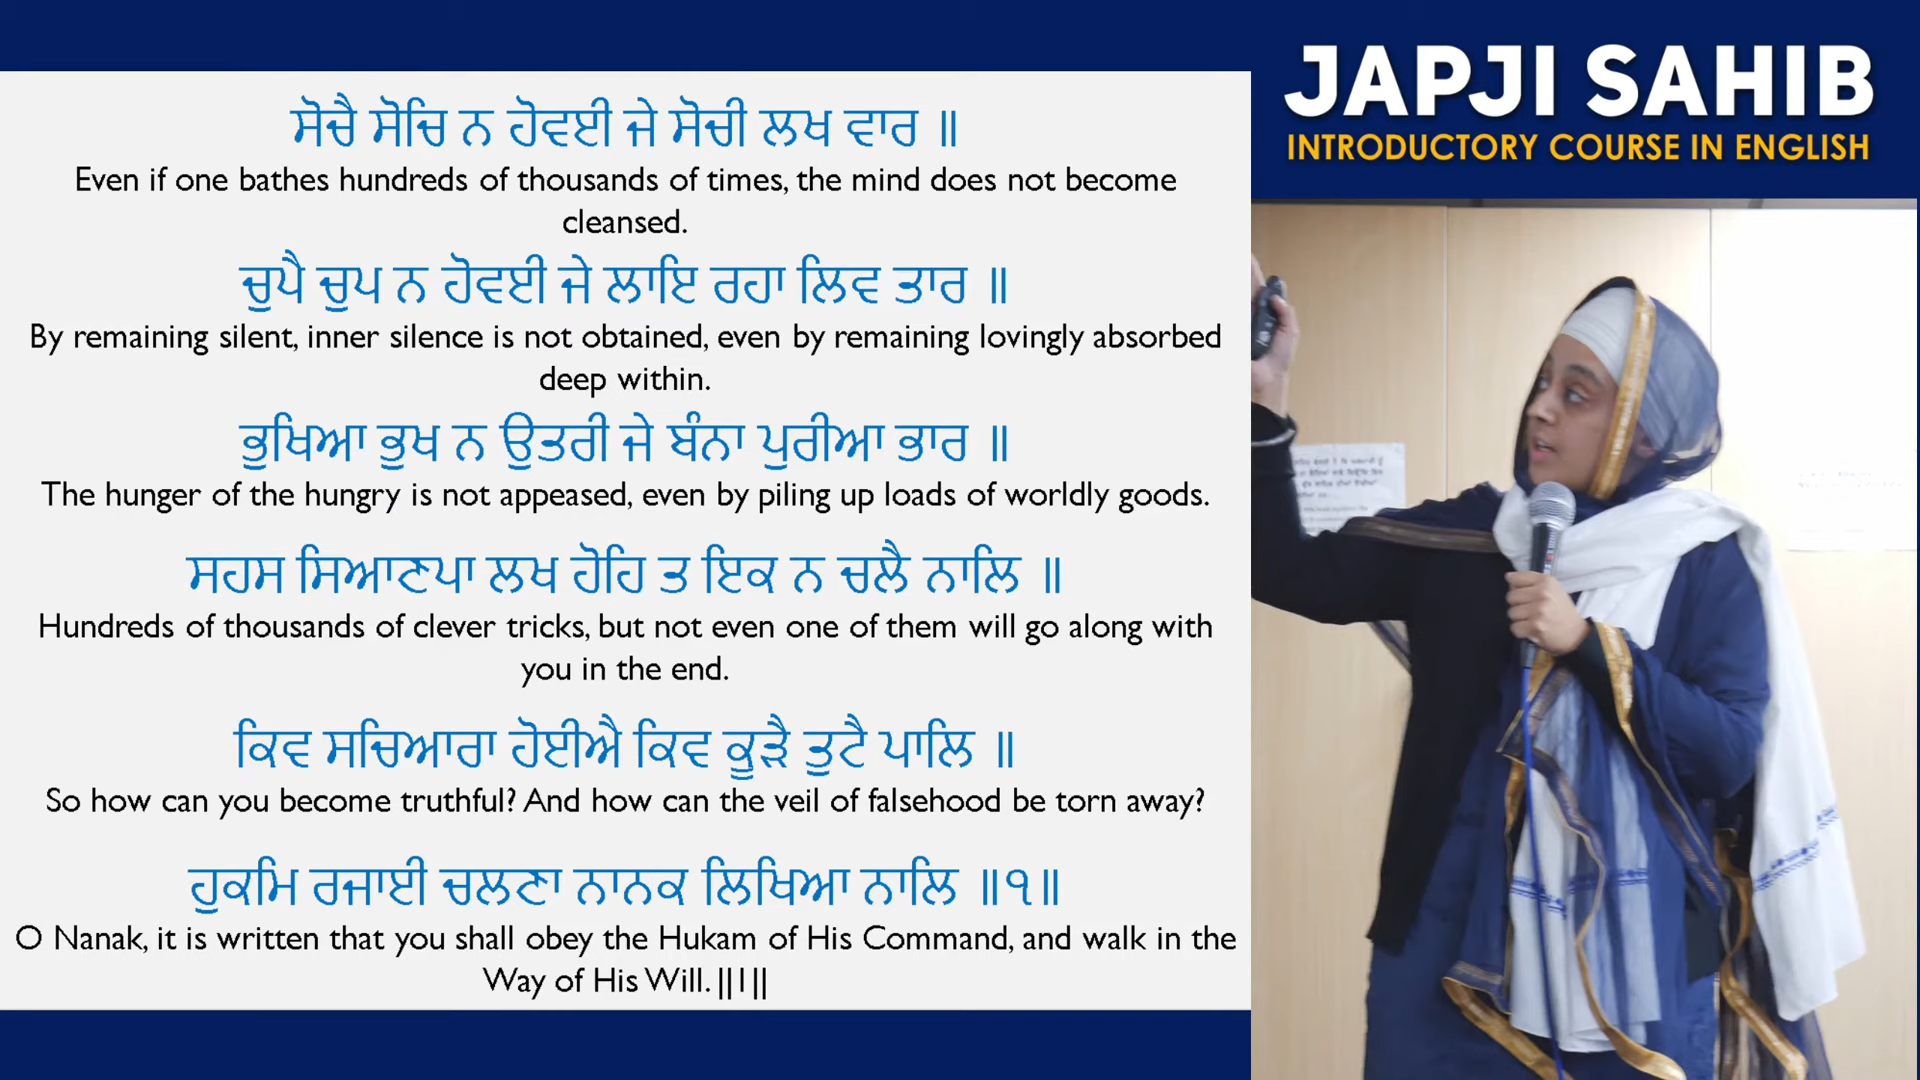 ਸੋਚੈ ਸੋਚਿ ਨ ਹੋਵਈ ਜੇ ਸੋਚੀ ਲਖ ਵਾਰ ॥
Even if one bathes hundreds of thousands of times, the mind does not become
cleansed.
ਚੁਪੈ ਚੁਪ ਨ ਹੋਵਈ ਜੇ ਲਾਇ ਰਹਾ ਲਿਵ ਤਾਰ ॥
By remaining silent, inner silence is not obtained, even by remaining lovingly absorbed
deep within.
ਭੁਖਿਆ ਭੁਖ ਨ ਉਤਰੀ ਜੇ ਬੰਨਾ ਪੁਰੀਆ ਭਾਰ ॥
The hunger of the hungry is not appeased, even by piling up loads of worldly goods.
ਸਹਸ ਸਿਆਣਪਾ ਲਖ ਹੋਹਿ ਤ ਇਕ ਨ ਚਲੈ ਨਾਲਿ ॥
Hundreds of thousands of clever tricks, but not even one of them will go along with
you in the end.
ਕਿਵ ਸਚਿਆਰਾ ਹੋਈਐ ਕਿਵ ਕੂੜੈ ਤੁਟੈ ਪਾਲਿ ॥
So how can you become truthful? And how can the veil of falsehood be torn away?
ਹੁਕਮਿ ਰਜਾਈ ਚਲਣਾ ਨਾਨਕ ਲਿਖਿਆ ਨਾਲਿ ॥੧॥
O Nanak, it is written that you shall obey the Hukam of His Command, and walk in the
Way of His Will. ||1||
JAPJI SAHIB
INTRODUCTORY COURSE IN ENGLISH